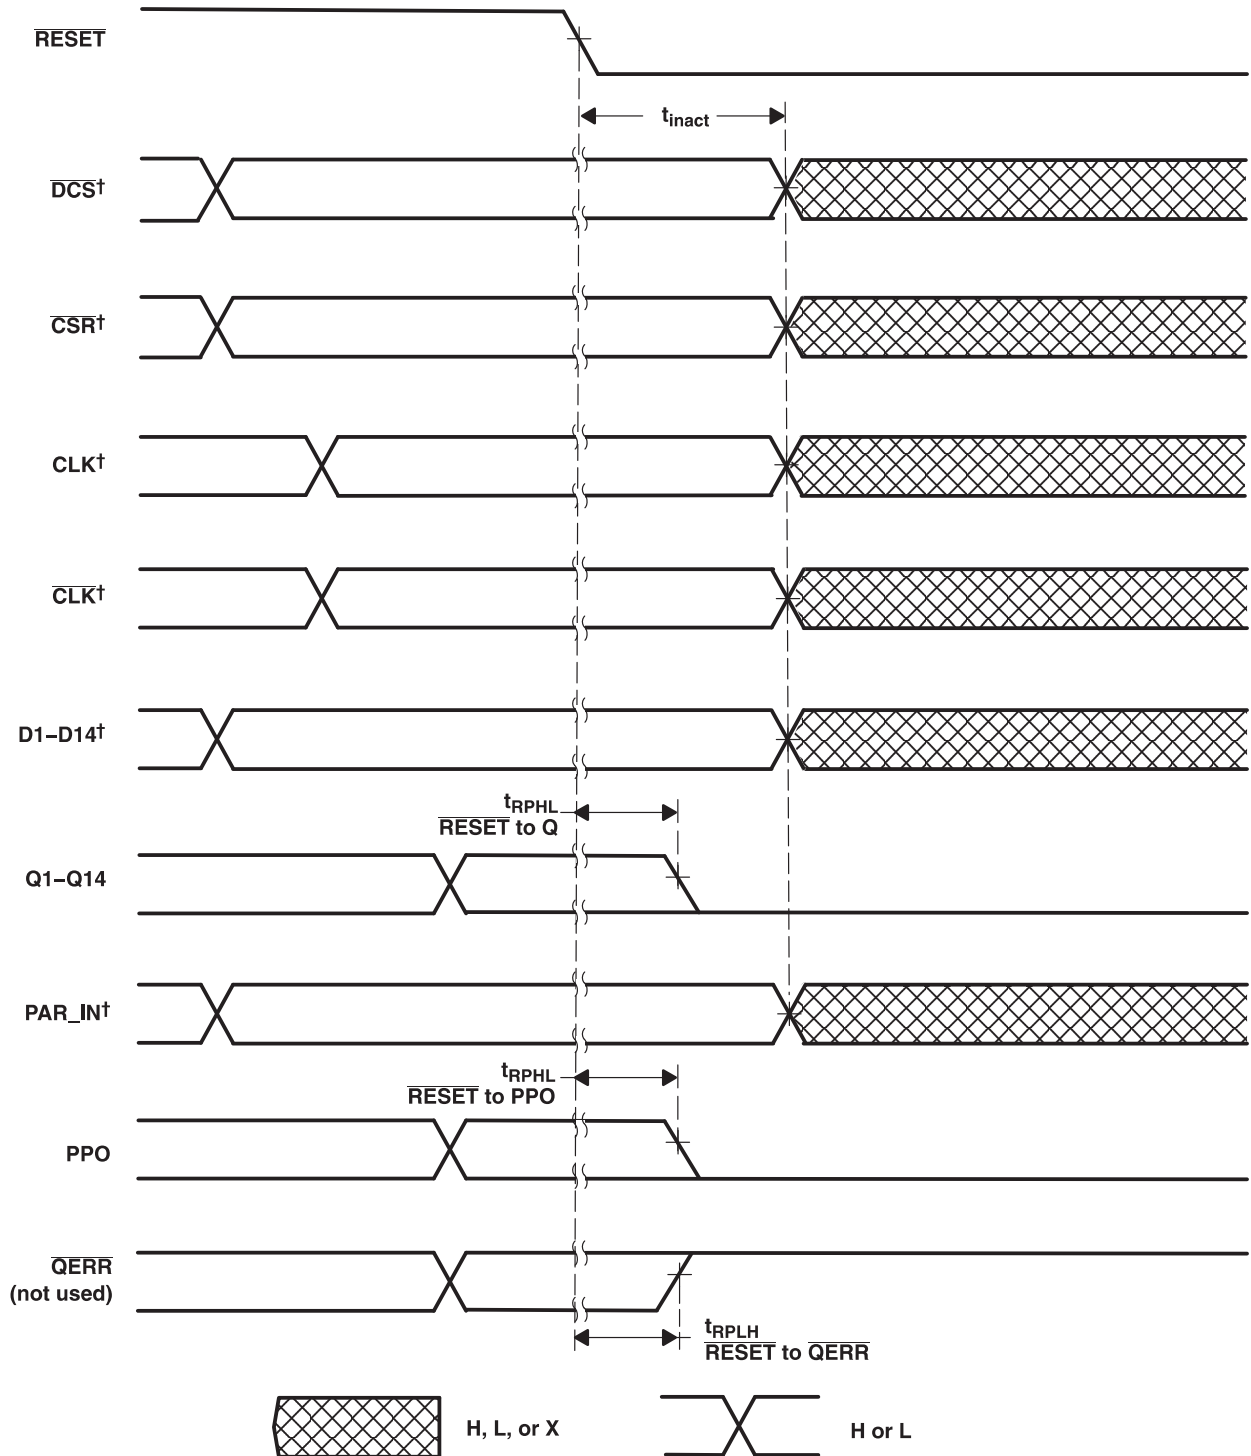 RESET
tinact
DCS†
CSR†
CLK†
CLK†
D1–D14†
tRPHL
RESET to Q
Q1–Q14
PAR_IN†
tRPHL
RESET to PPO
PPO
QERR
(not used)
tRPLH
RESET to QERR
H, L, or X
H or L